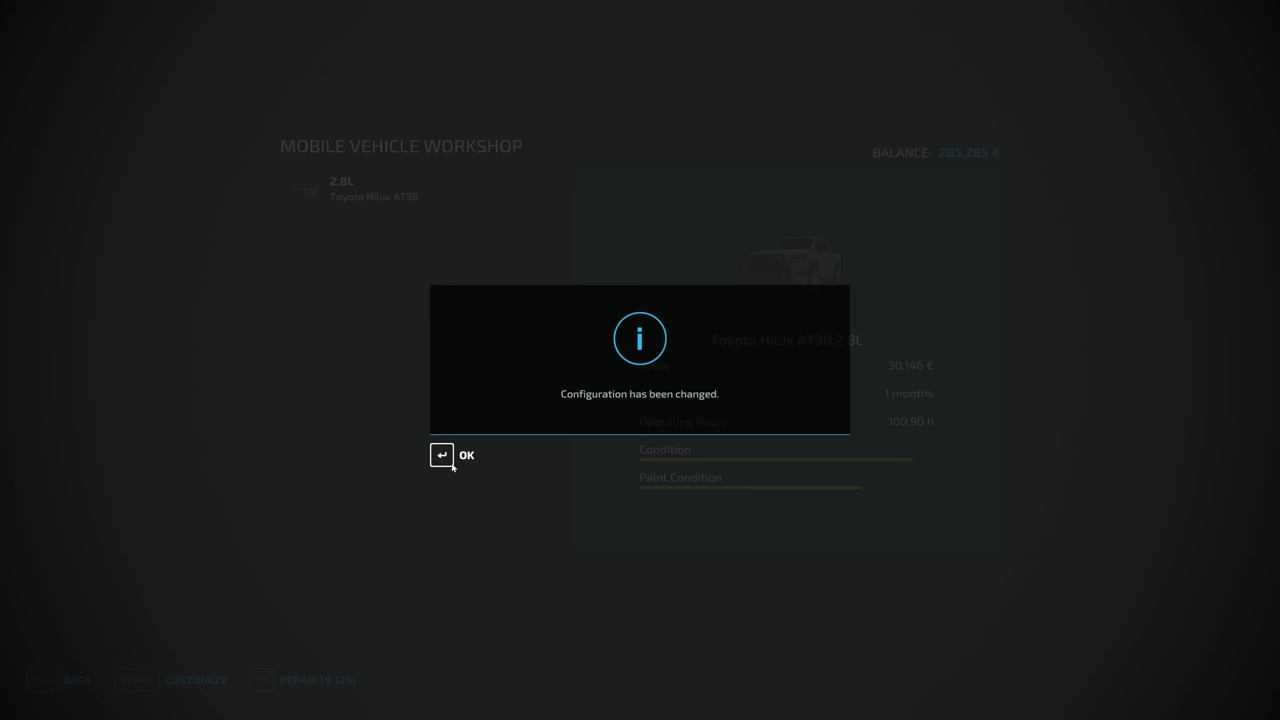 MOBILE VEHICLE WORKSHOP
BALANCE: 285,285 €
2.8L
Toyota Hilux AT38
Toyota Hilux AT38 2.8L
30,146 €
1 months
Configuration has been changed.
Operating hours 100.90 h
Condition
Paint Condition
OK
BACK
CUSTOMIZE
REPAIR (€ 125)